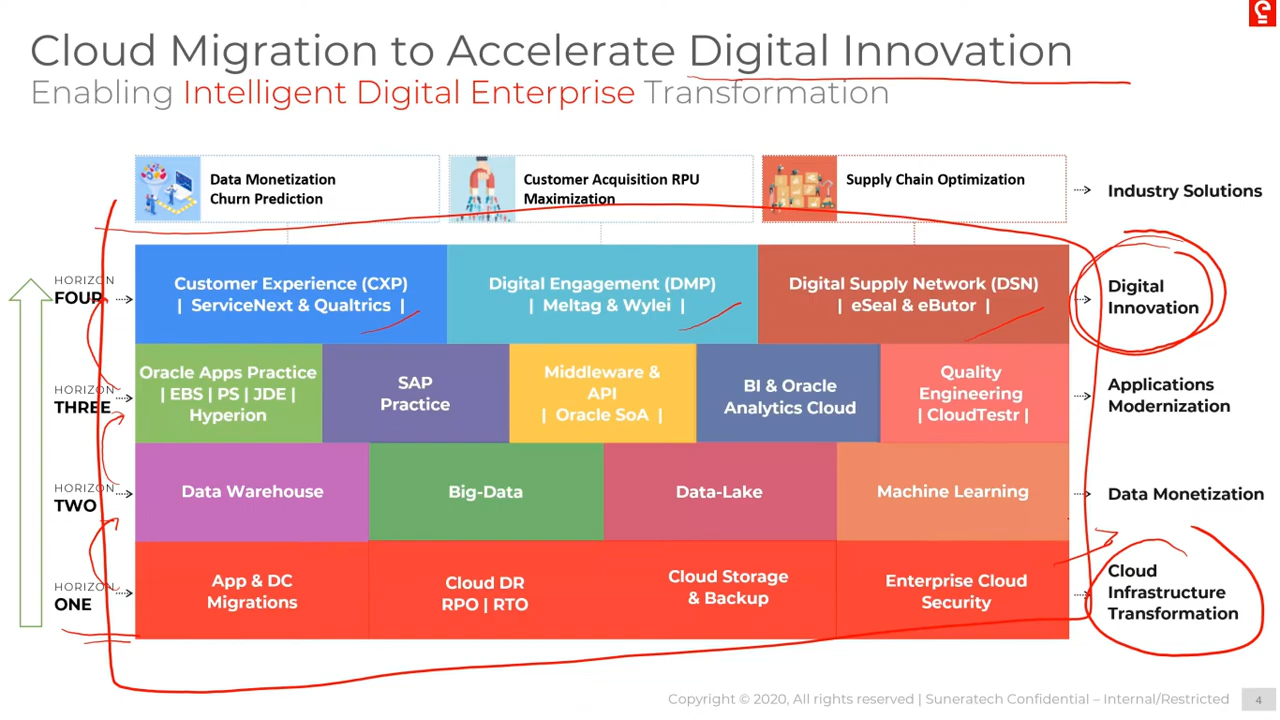 Cloud Migration to Accelerate Digital Innovation
Enabling Intelligent Digital Enterprise Transformation
Data Monetization
Churn Prediction
Customer Acquisition RPU
Maximization
Supply Chain Optimization
Industry Solutions
HORIZON
FOUR
Customer Experience (CXP)
| ServiceNext & Qualtrics |
Digital Engagement (DMP)
| Meltag & Wylei |
Digital Supply Network (DSN)
| eSeal & eButor |
Digital
Innovation
HORIZON
THREE
Oracle Apps Practice
| EBS | PS | JDE |
Hyperion
SAP
Practice
Middleware &
API
| Oracle SoA |
BI & Oracle
Analytics Cloud
Quality
Engineering
| CloudTestr |
Applications
Modernization
HORIZON
TWO
Data Warehouse
Big-Data
Data-Lake
Machine Learning
Data Monetization
HORIZON
ONE
App & DC
Migrations
Cloud DR
RPO | RTO
Cloud Storage
& Backup
Enterprise Cloud
Security
Cloud
Infrastructure
Transformation
Copyright © 2020, All rights reserved | Suneratech Confidential – Internal/Restricted
4